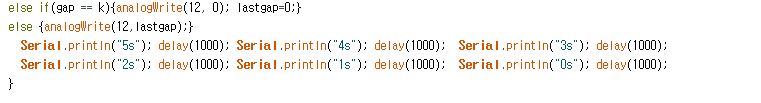 else if(gap == k){analogWrite(12, 0); lastgap=0;}
else {analogWrite(12,lastgap);}
Serial.println("5s"); delay(1000); Serial.println("4s"); delay(1000); Serial.println("3s"); delay(1000);
Serial.println("2s"); delay(1000); Serial.println("1s"); delay(1000); Serial.println("0s"); delay(1000);
}